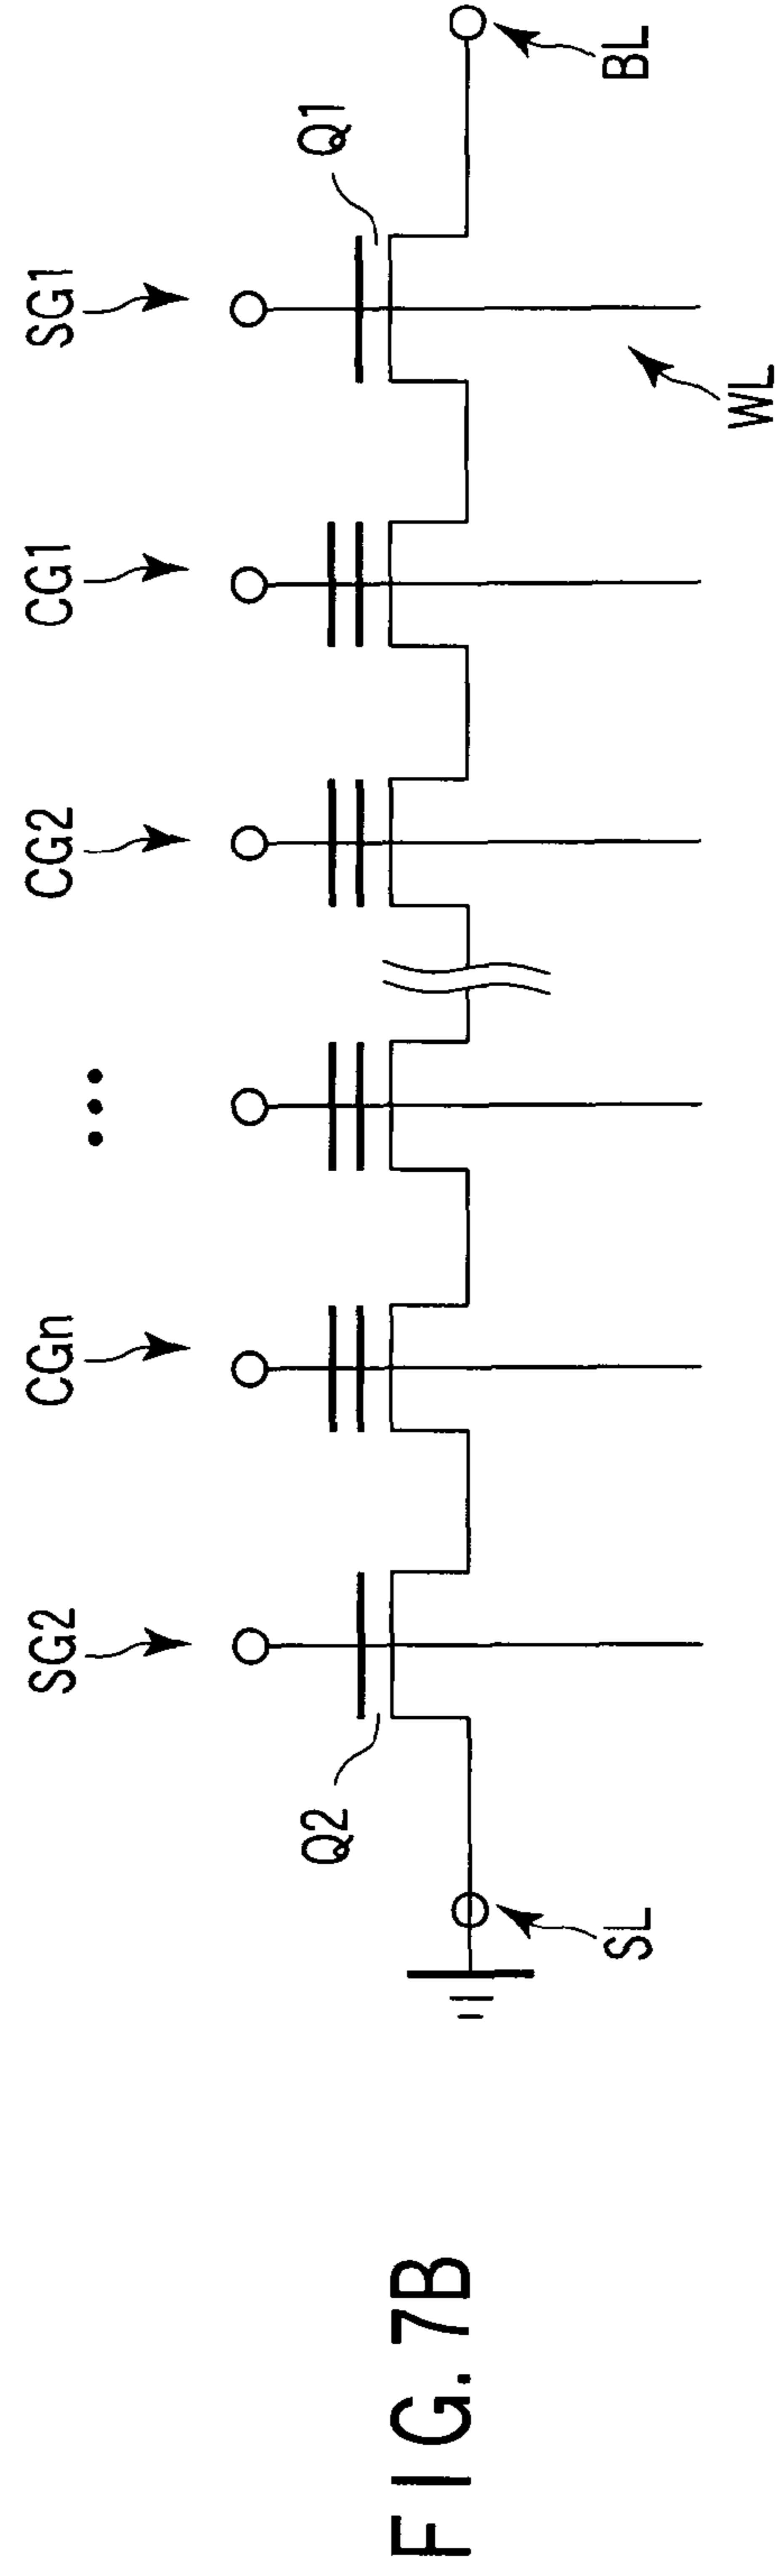 SG2
CGn
•••
CG2
CG1
SG1
Q2
Q1
SL
BL
WL
FIG. 7B